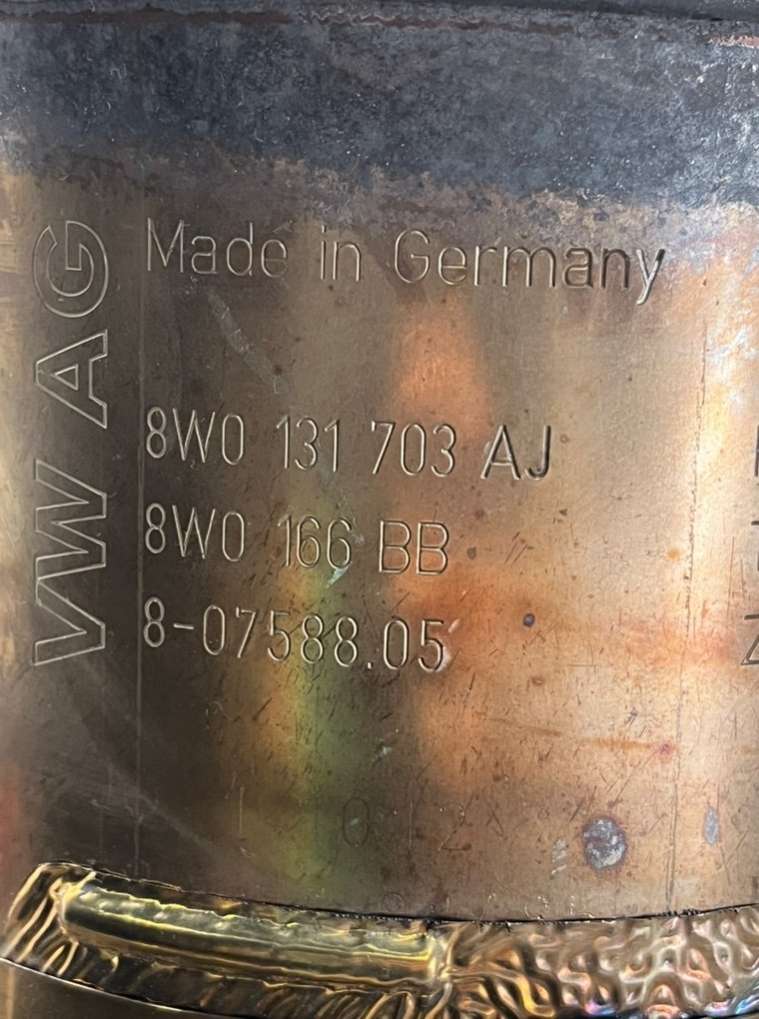 VW AG
Made in Germany
8W0 131 703 AJ
8W0 166 BB
8-07588.05